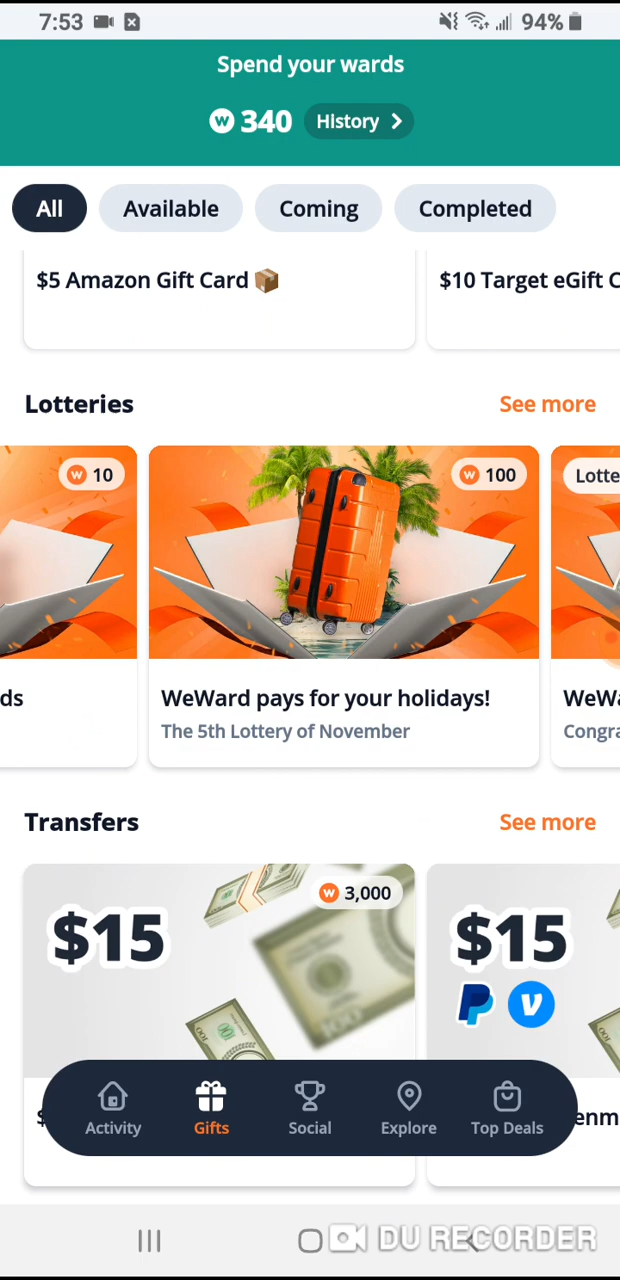 7:53 94%
Spend your wards
340 History
All Available Coming Completed
$5 Amazon Gift Card $10 Target eGift C
Lotteries See more
10 100 Lotte
ds WeWard pays for your holidays! WeWa
The 5th Lottery of November Congra
Transfers See more
3,000
$15 $15
$ enm
Activity Gifts Social Explore Top Deals
DU RECORDER